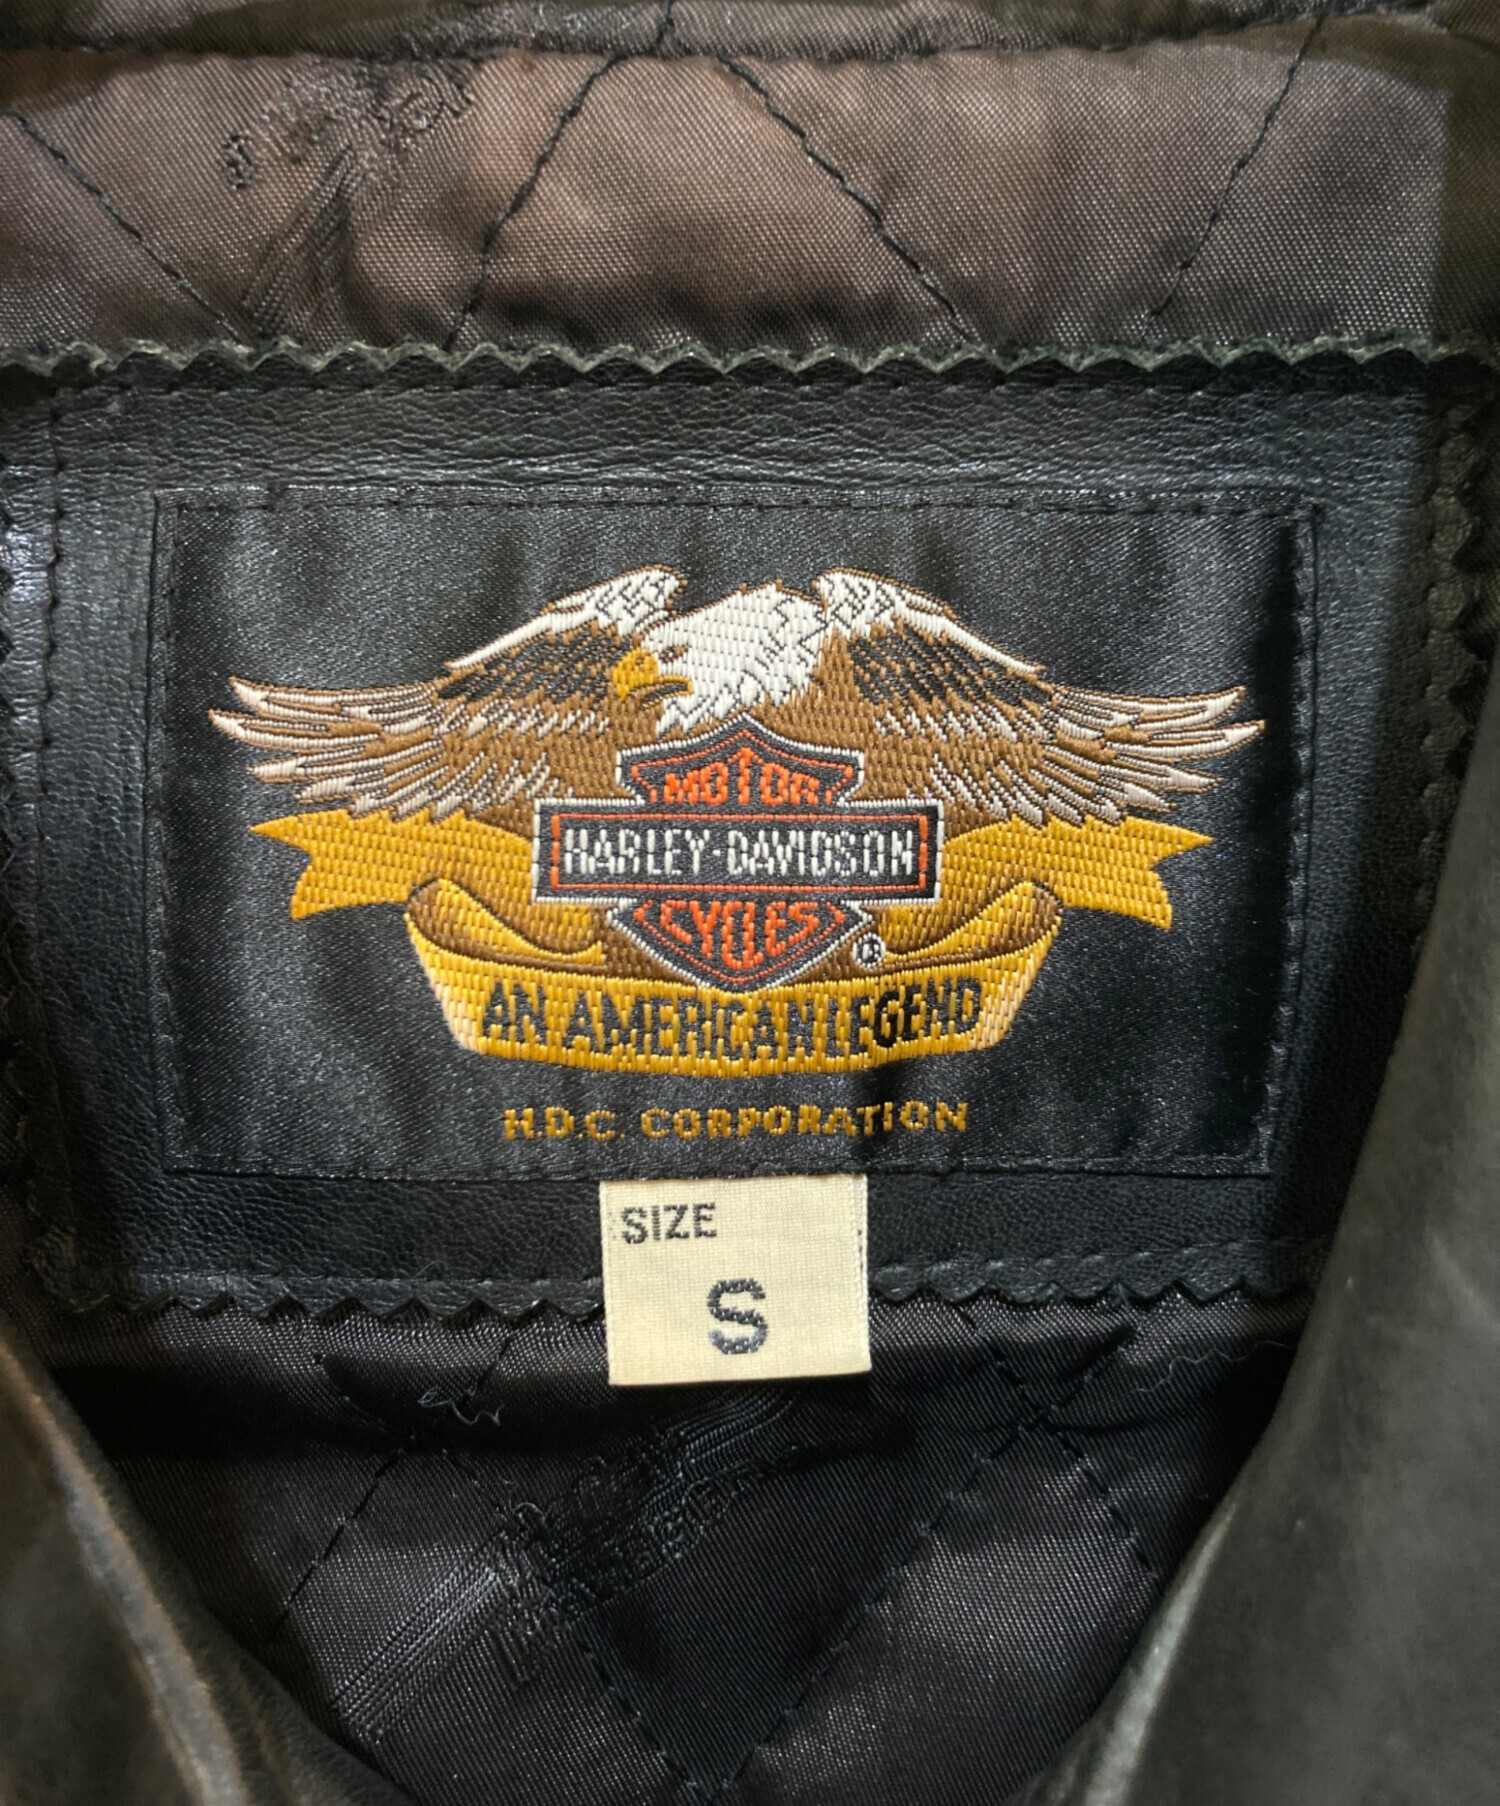 MOTOR
HARLEY-DAVIDSON
CYCLES
®
AN AMERICAN LEGEND
H.D.C. CORPORATION
SIZE
S